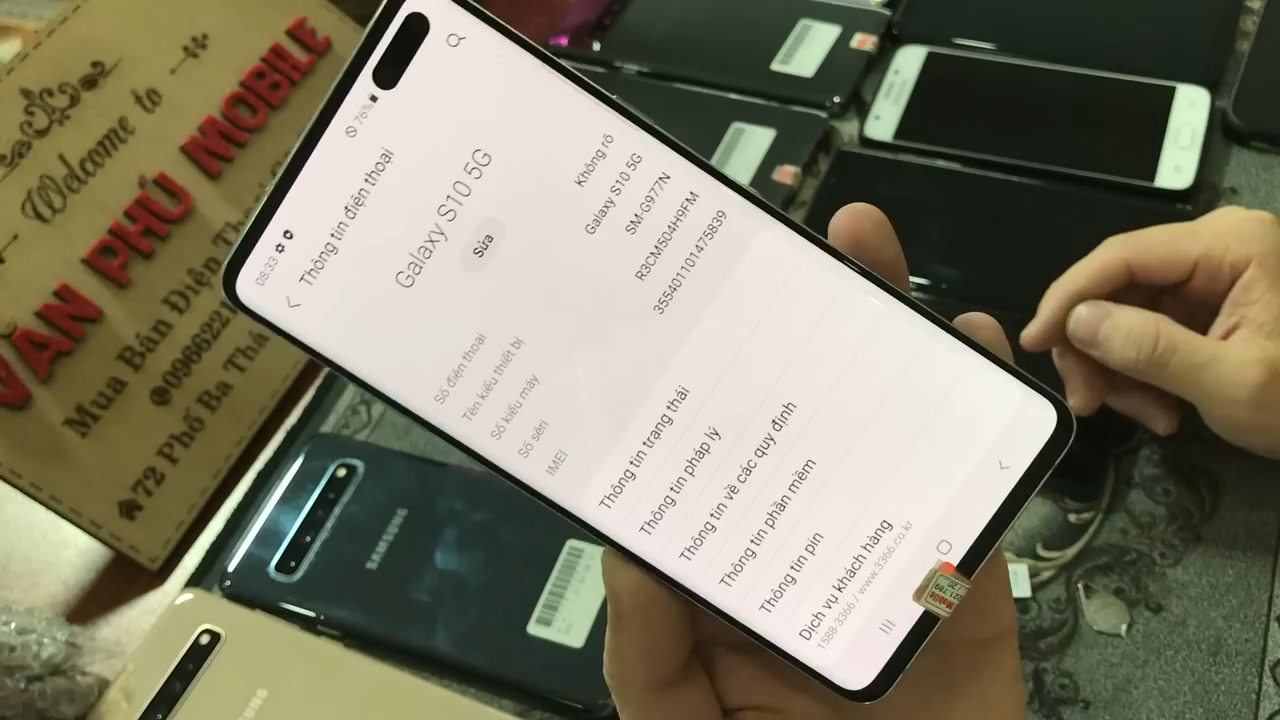 Welcome to
VĂN PHÚ MOBILE
Mua Bán Điện
@0966221
72 Phố Ba
08:33
76%
Thông tin điện thoại
Galaxy S10 5G
Sửa
Số điện thoại Không rõ
Tên kiểu thiết bị Galaxy S10 5G
Số kiểu máy SM-G977N
Số sêri R3CM504H9FM
IMEI 355401101475839
Thông tin trạng thái
Thông tin pháp lý
Thông tin về các quy định
Thông tin phần mềm
Thông tin pin
Dịch vụ khách hàng
1588-3366 / www.3366.co.kr
Mobile
SAMSUNG
SAMSUNG